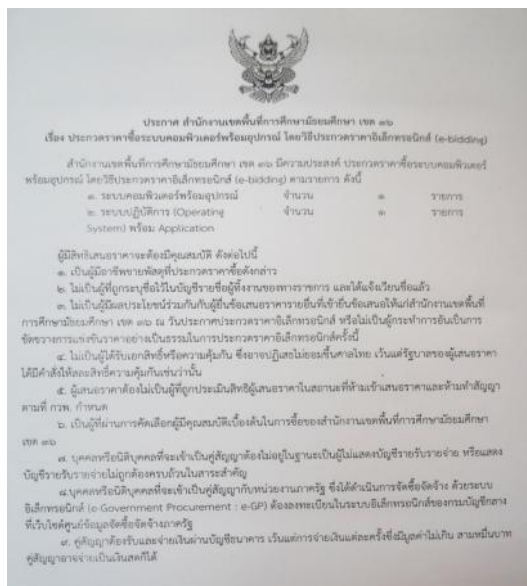 ประกาศ สำนักงานเขตพื้นที่การศึกษามัธยมศึกษา เขต ๓๖
เรื่อง ประกวดราคาซื้อระบบคอมพิวเตอร์พร้อมอุปกรณ์ โดยวิธีประกวดราคาอิเล็กทรอนิกส์ (e-bidding)
สำนักงานเขตพื้นที่การศึกษามัธยมศึกษา เขต ๓๖ มีความประสงค์ ประกวดราคาซื้อระบบคอมพิวเตอร์
พร้อมอุปกรณ์ โดยวิธีประกวดราคาอิเล็กทรอนิกส์ (e-bidding) ตามรายการ ดังนี้
๑. ระบบคอมพิวเตอร์พร้อมอุปกรณ์ จำนวน ๑ รายการ
๒. ระบบปฏิบัติการ (Operating จำนวน ๑ รายการ
System) พร้อม Application
ผู้มีสิทธิเสนอราคาจะต้องมีคุณสมบัติ ดังต่อไปนี้
๑. เป็นผู้มีอาชีพขายพัสดุที่ประกวดราคาซื้อดังกล่าว
๒. ไม่เป็นผู้ที่ถูกระบุชื่อไว้ในบัญชีรายชื่อผู้ทิ้งงานของทางราชการ และได้แจ้งเวียนชื่อแล้ว
๓. ไม่เป็นผู้มีผลประโยชน์ร่วมกันกับผู้ยื่นข้อเสนอราคารายอื่นที่เข้ายื่นข้อเสนอให้แก่สำนักงานเขตพื้นที่
การศึกษามัธยมศึกษา เขต ๓๖ ณ วันประกาศประกวดราคาอิเล็กทรอนิกส์ หรือไม่เป็นผู้กระทำการอันเป็นการ
ขัดขวางการแข่งขันราคาอย่างเป็นธรรมในการประกวดราคาอิเล็กทรอนิกส์ครั้งนี้
๔. ไม่เป็นผู้ได้รับเอกสิทธิ์หรือความคุ้มกัน ซึ่งอาจปฏิเสธไม่ยอมขึ้นศาลไทย เว้นแต่รัฐบาลของผู้เสนอราคา
ได้มีคำสั่งให้สละสิทธิ์ความคุ้มกันเช่นว่านั้น
๕. ผู้เสนอราคาต้องไม่เป็นผู้ที่ถูกประเมินสิทธิผู้เสนอราคาในสถานะที่ห้ามเข้าเสนอราคาและห้ามทำสัญญา
ตามที่ กวพ. กำหนด
๖. เป็นผู้ที่ผ่านการคัดเลือกผู้มีคุณสมบัติเบื้องต้นในการซื้อของสำนักงานเขตพื้นที่การศึกษามัธยมศึกษา
เขต ๓๖
๗. บุคคลหรือนิติบุคคลที่จะเข้าเป็นคู่สัญญาต้องไม่อยู่ในฐานะเป็นผู้ไม่แสดงบัญชีรายรับรายจ่าย หรือแสดง
บัญชีรายรับรายจ่ายไม่ถูกต้องครบถ้วนในสาระสำคัญ
๘.บุคคลหรือนิติบุคคลที่จะเข้าเป็นคู่สัญญากับหน่วยงานภาครัฐ ซึ่งได้ดำเนินการจัดซื้อจัดจ้าง ด้วยระบบ
อิเล็กทรอนิกส์ (e-Government Procurement : e-GP) ต้องลงทะเบียนในระบบอิเล็กทรอนิกส์ของกรมบัญชีกลาง
ที่เว็บไซต์ศูนย์ข้อมูลจัดซื้อจัดจ้างภาครัฐ
๙. คู่สัญญาต้องรับและจ่ายเงินผ่านบัญชีธนาคาร เว้นแต่การจ่ายเงินแต่ละครั้งซึ่งมีมูลค่าไม่เกิน สามหมื่นบาท
คู่สัญญาอาจจ่ายเป็นเงินสดก็ได้